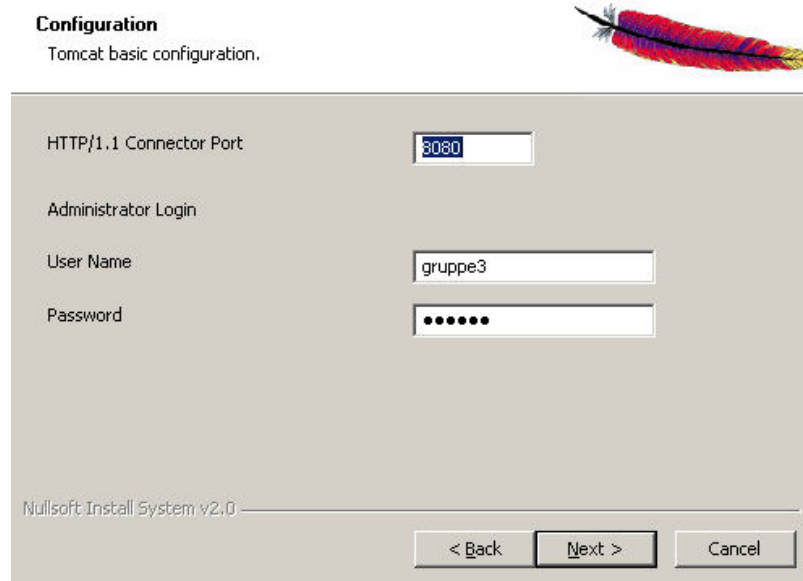 Configuration
Tomcat basic configuration.
HTTP/1.1 Connector Port 8080
Administrator Login
User Name gruppe3
Password ●●●●●●
Nullsoft Install System v2.0
< Back Next > Cancel